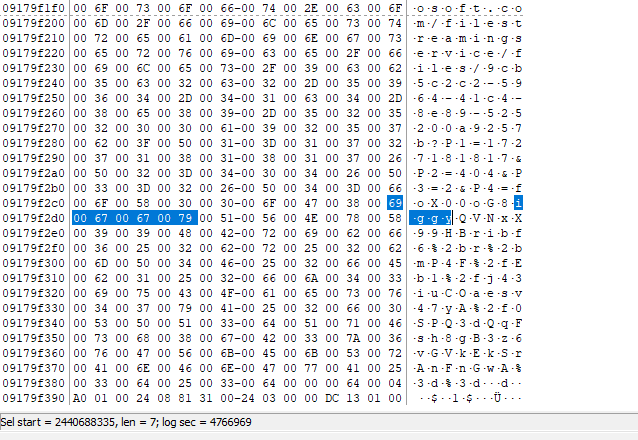 09179f1f0 00 6F 00 73 00 6F 00 66-00 74 00 2E 00 63 00 6F ·o·s·o·f·t·.·c·o
09179f200 00 6D 00 2F 00 66 00 69-00 6C 00 65 00 73 00 74 ·m·/·f·i·l·e·s·t
09179f210 00 72 00 65 00 61 00 6D-00 69 00 6E 00 67 00 73 ·r·e·a·m·i·n·g·s
09179f220 00 65 00 72 00 76 00 69-00 63 00 65 00 2F 00 66 ·e·r·v·i·c·e·/·f
09179f230 00 69 00 6C 00 65 00 73-00 2F 00 39 00 63 00 62 ·i·l·e·s·/·9·c·b
09179f240 00 35 00 63 00 32 00 63-00 32 00 2D 00 35 00 39 ·5·c·2·c·2·-·5·9
09179f250 00 36 00 34 00 2D 00 34-00 31 00 63 00 34 00 2D ·6·4·-·4·1·c·4·-
09179f260 00 38 00 65 00 38 00 39-00 2D 00 35 00 32 00 35 ·8·e·8·9·-·5·2·5
09179f270 00 32 00 30 00 30 00 61-00 39 00 32 00 35 00 37 ·2·0·0·a·9·2·5·7
09179f280 00 62 00 3F 00 50 00 31-00 3D 00 31 00 37 00 32 ·b·?·P·1·=·1·7·2
09179f290 00 37 00 31 00 38 00 31-00 38 00 31 00 37 00 26 ·7·1·8·1·8·1·7·&
09179f2a0 00 50 00 32 00 3D 00 34-00 30 00 34 00 26 00 50 ·P·2·=·4·0·4·&·P
09179f2b0 00 33 00 3D 00 32 00 26-00 50 00 34 00 3D 00 66 ·3·=·2·&·P·4·=·f
09179f2c0 00 6F 00 58 00 30 00 30-00 6F 00 47 00 38 00 69 ·o·X·0·0·o·G·8·i
09179f2d0 00 67 00 67 00 79 00 51-00 56 00 4E 00 78 00 58 ·g·g·y·Q·V·N·x·X
09179f2e0 00 39 00 39 00 48 00 42-00 72 00 69 00 62 00 66 ·9·9·H·B·r·i·b·f
09179f2f0 00 36 00 25 00 32 00 62-00 72 00 25 00 32 00 62 ·6·%·2·b·r·%·2·b
09179f300 00 6D 00 50 00 34 00 46-00 25 00 32 00 66 00 45 ·m·P·4·F·%·2·f·E
09179f310 00 62 00 31 00 25 00 32-00 66 00 6A 00 34 00 33 ·b·1·%·2·f·j·4·3
09179f320 00 69 00 75 00 43 00 4F-00 61 00 65 00 73 00 76 ·i·u·C·O·a·e·s·v
09179f330 00 34 00 37 00 79 00 41-00 25 00 32 00 66 00 30 ·4·7·y·A·%·2·f·0
09179f340 00 53 00 50 00 51 00 33-00 64 00 51 00 71 00 46 ·S·P·Q·3·d·Q·q·F
09179f350 00 73 00 68 00 38 00 67-00 42 00 33 00 7A 00 36 ·s·h·8·g·B·3·z·6
09179f360 00 76 00 47 00 56 00 6B-00 45 00 6B 00 53 00 72 ·v·G·V·k·E·k·S·r
09179f370 00 41 00 6E 00 46 00 6E-00 47 00 77 00 41 00 25 ·A·n·F·n·G·w·A·%
09179f380 00 33 00 64 00 25 00 33-00 64 00 00 00 64 00 04 ·3·d·%·3·d···d··
09179f390 A0 01 00 24 08 81 31 00-24 03 00 00 DC 13 01 00 ···$··1·$···Ü···
Sel start = 2440688335, len = 7; log sec = 4766969